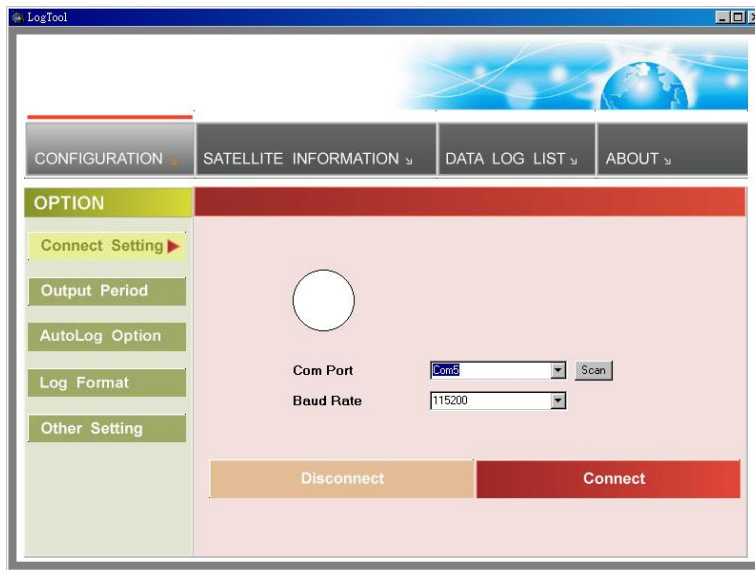 LogTool
CONFIGURATION
SATELLITE INFORMATION
DATA LOG LIST
ABOUT
OPTION
Connect Setting
Output Period
AutoLog Option
Log Format
Other Setting
Com Port
Com5
Scan
Baud Rate
115200
Disconnect
Connect